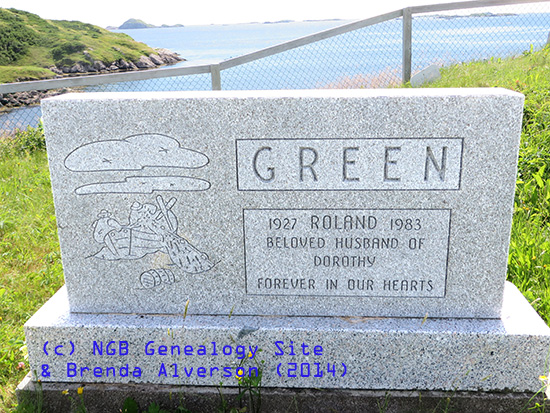 GREEN
1927 ROLAND 1983
BELOVED HUSBAND OF
DOROTHY
FOREVER IN OUR HEARTS
(c) NGB Genealogy Site
& Brenda Alverson (2014)